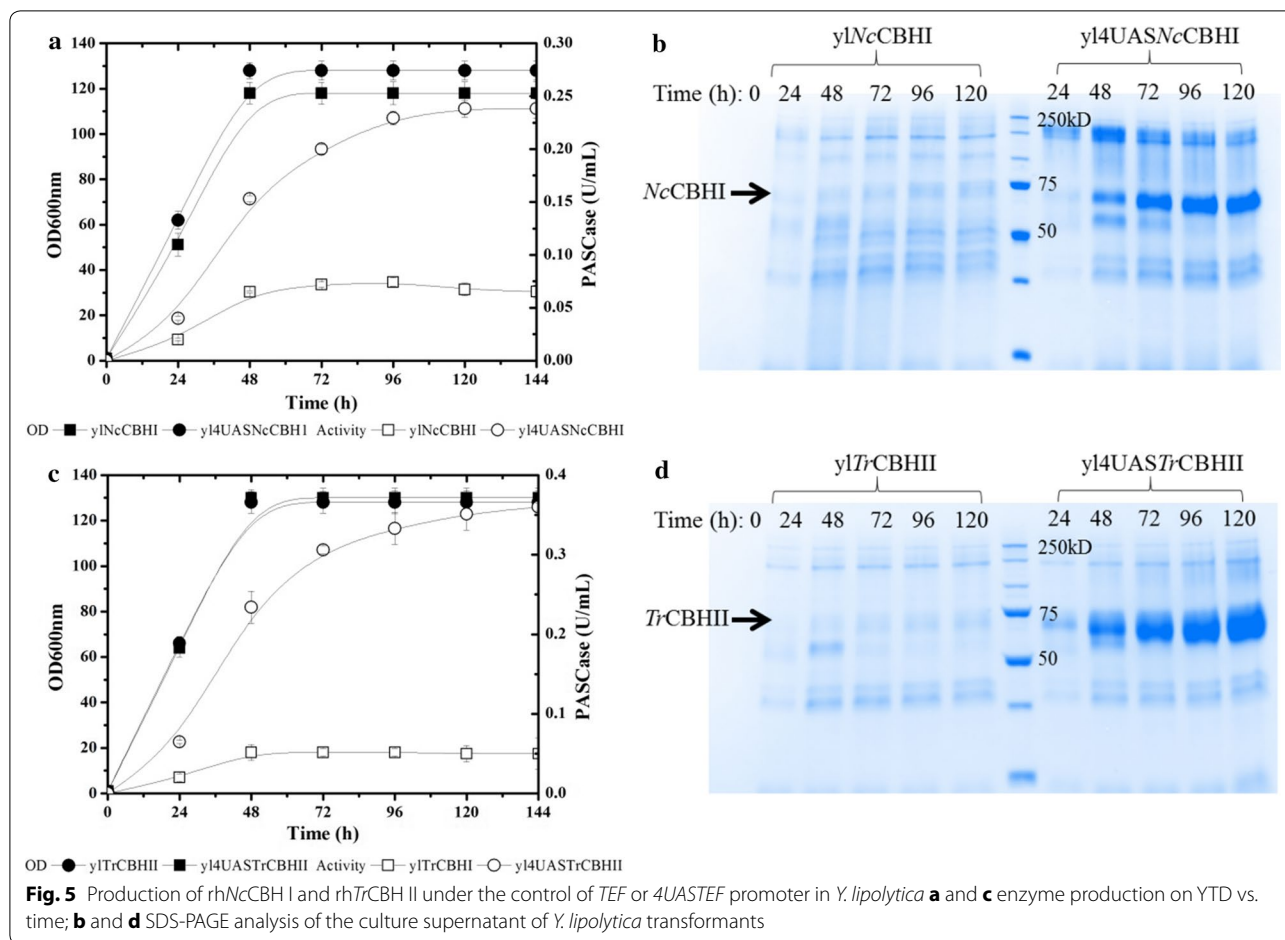 a
140
120
100
80
60
40
20
0
OD600nm
0 24 48 72 96 120 144
Time (h)
0.30
0.25
0.20
0.15
0.10
0.05
0.00
PASCase (U/mL)
OD ylNcCBHI yl4UASNcCBH1 Activity ylNcCBHI yl4UASNcCBHI
b
ylNcCBHI yl4UASNcCBHI
Time (h): 0 24 48 72 96 120 24 48 72 96 120
250kD
75
50
NcCBHI
c
140
120
100
80
60
40
20
0
OD600nm
0 24 48 72 96 120 144
Time (h)
0.4
0.3
0.2
0.1
0.0
PASCase (U/mL)
OD ylTrCBHII yl4UASTrCBHII Activity ylTrCBHI yl4UASTrCBHII
d
ylTrCBHII yl4UASTrCBHII
Time (h): 0 24 48 72 96 120 24 48 72 96 120
250kD
75
50
TrCBHII
Fig. 5 Production of rhNcCBH I and rhTrCBH II under the control of TEF or 4UASTEF promoter in Y. lipolytica a and c enzyme production on YTD vs.
time; b and d SDS-PAGE analysis of the culture supernatant of Y. lipolytica transformants